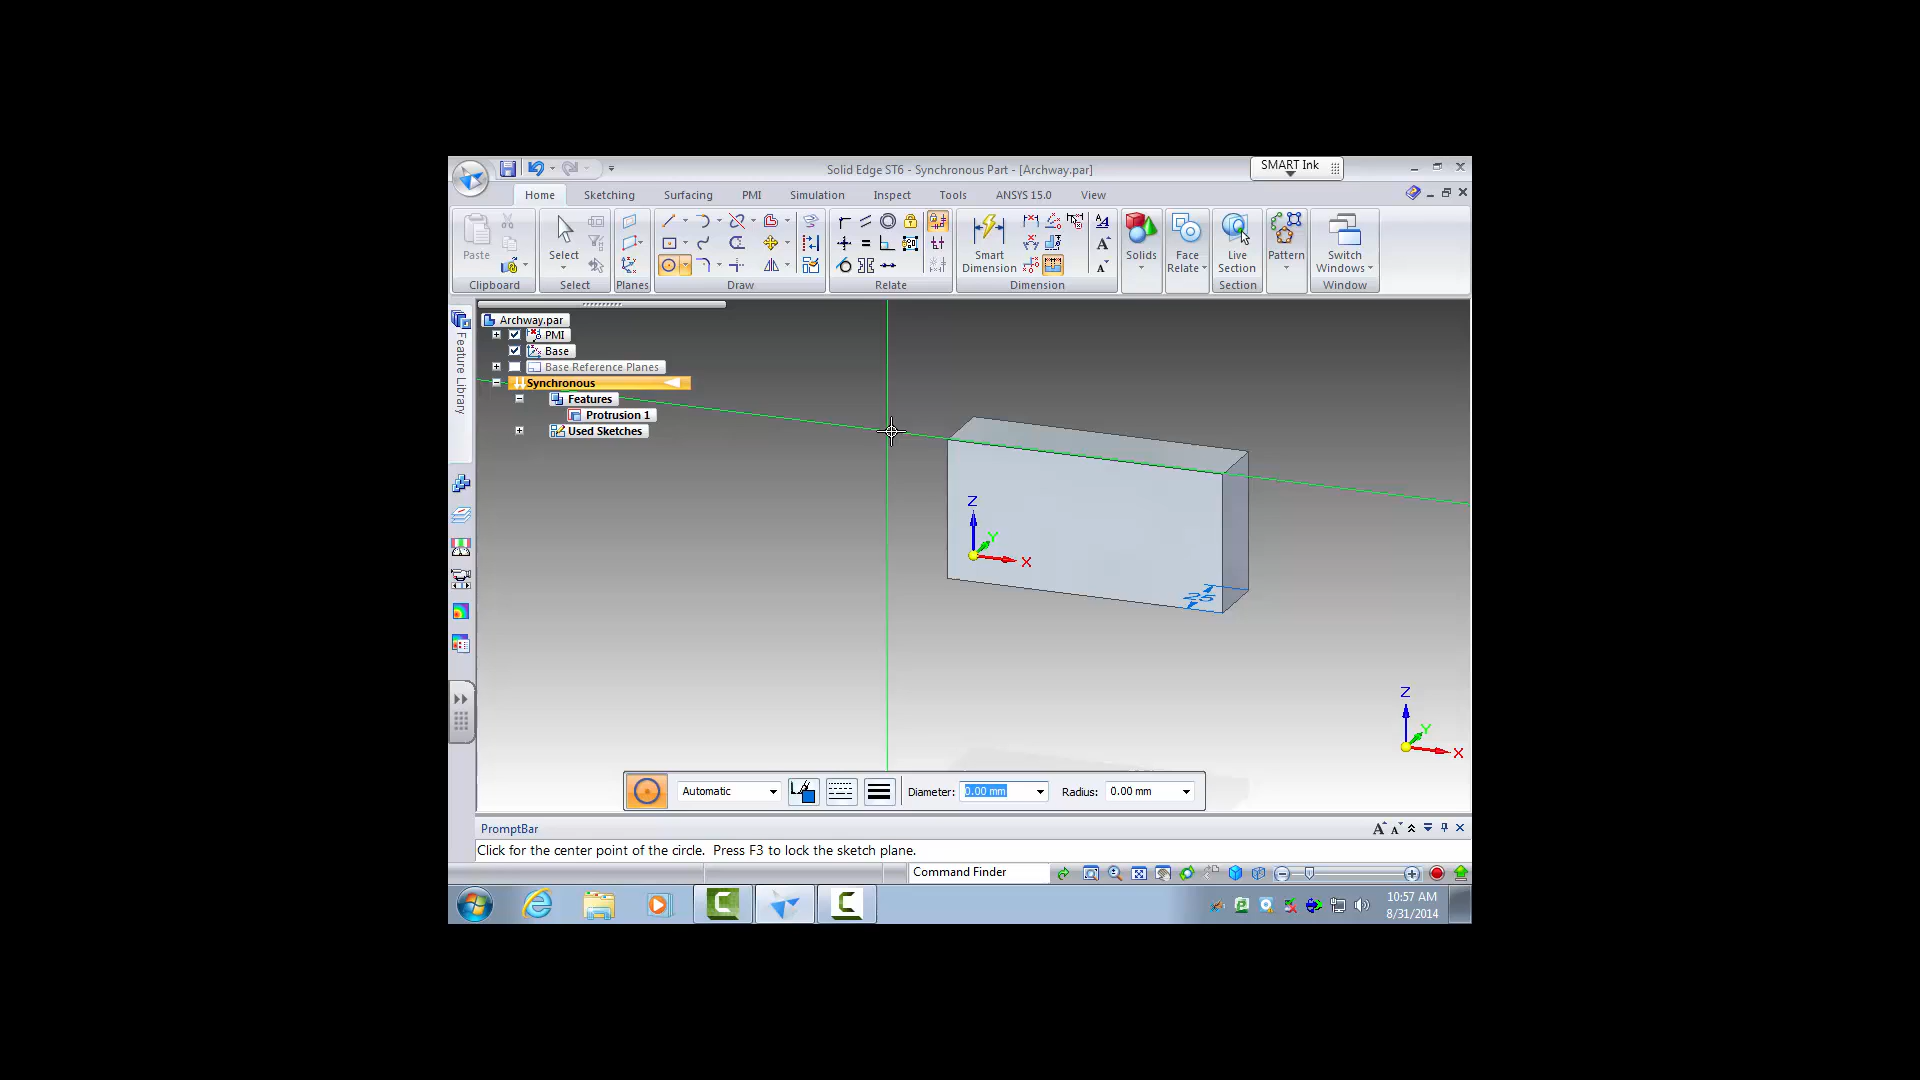 Solid Edge ST6 - Synchronous Part - [Archway.par]
SMART Ink
Home
Sketching
Surfacing
PMI
Simulation
Inspect
Tools
ANSYS 15.0
View
Paste
Select
Smart Dimension
Solids
Face Relate
Live Section
Pattern
Switch Windows
Clipboard
Select
Planes
Draw
Relate
Dimension
Section
Window
Feature Library
Archway.par
PMI
Base
Base Reference Planes
Synchronous
Features
Protrusion 1
Used Sketches
Z
Y
X
25
Z
Y
X
Automatic
Diameter: 0.00 mm
Radius: 0.00 mm
PromptBar
Click for the center point of the circle. Press F3 to lock the sketch plane.
Command Finder
10:57 AM
8/31/2014